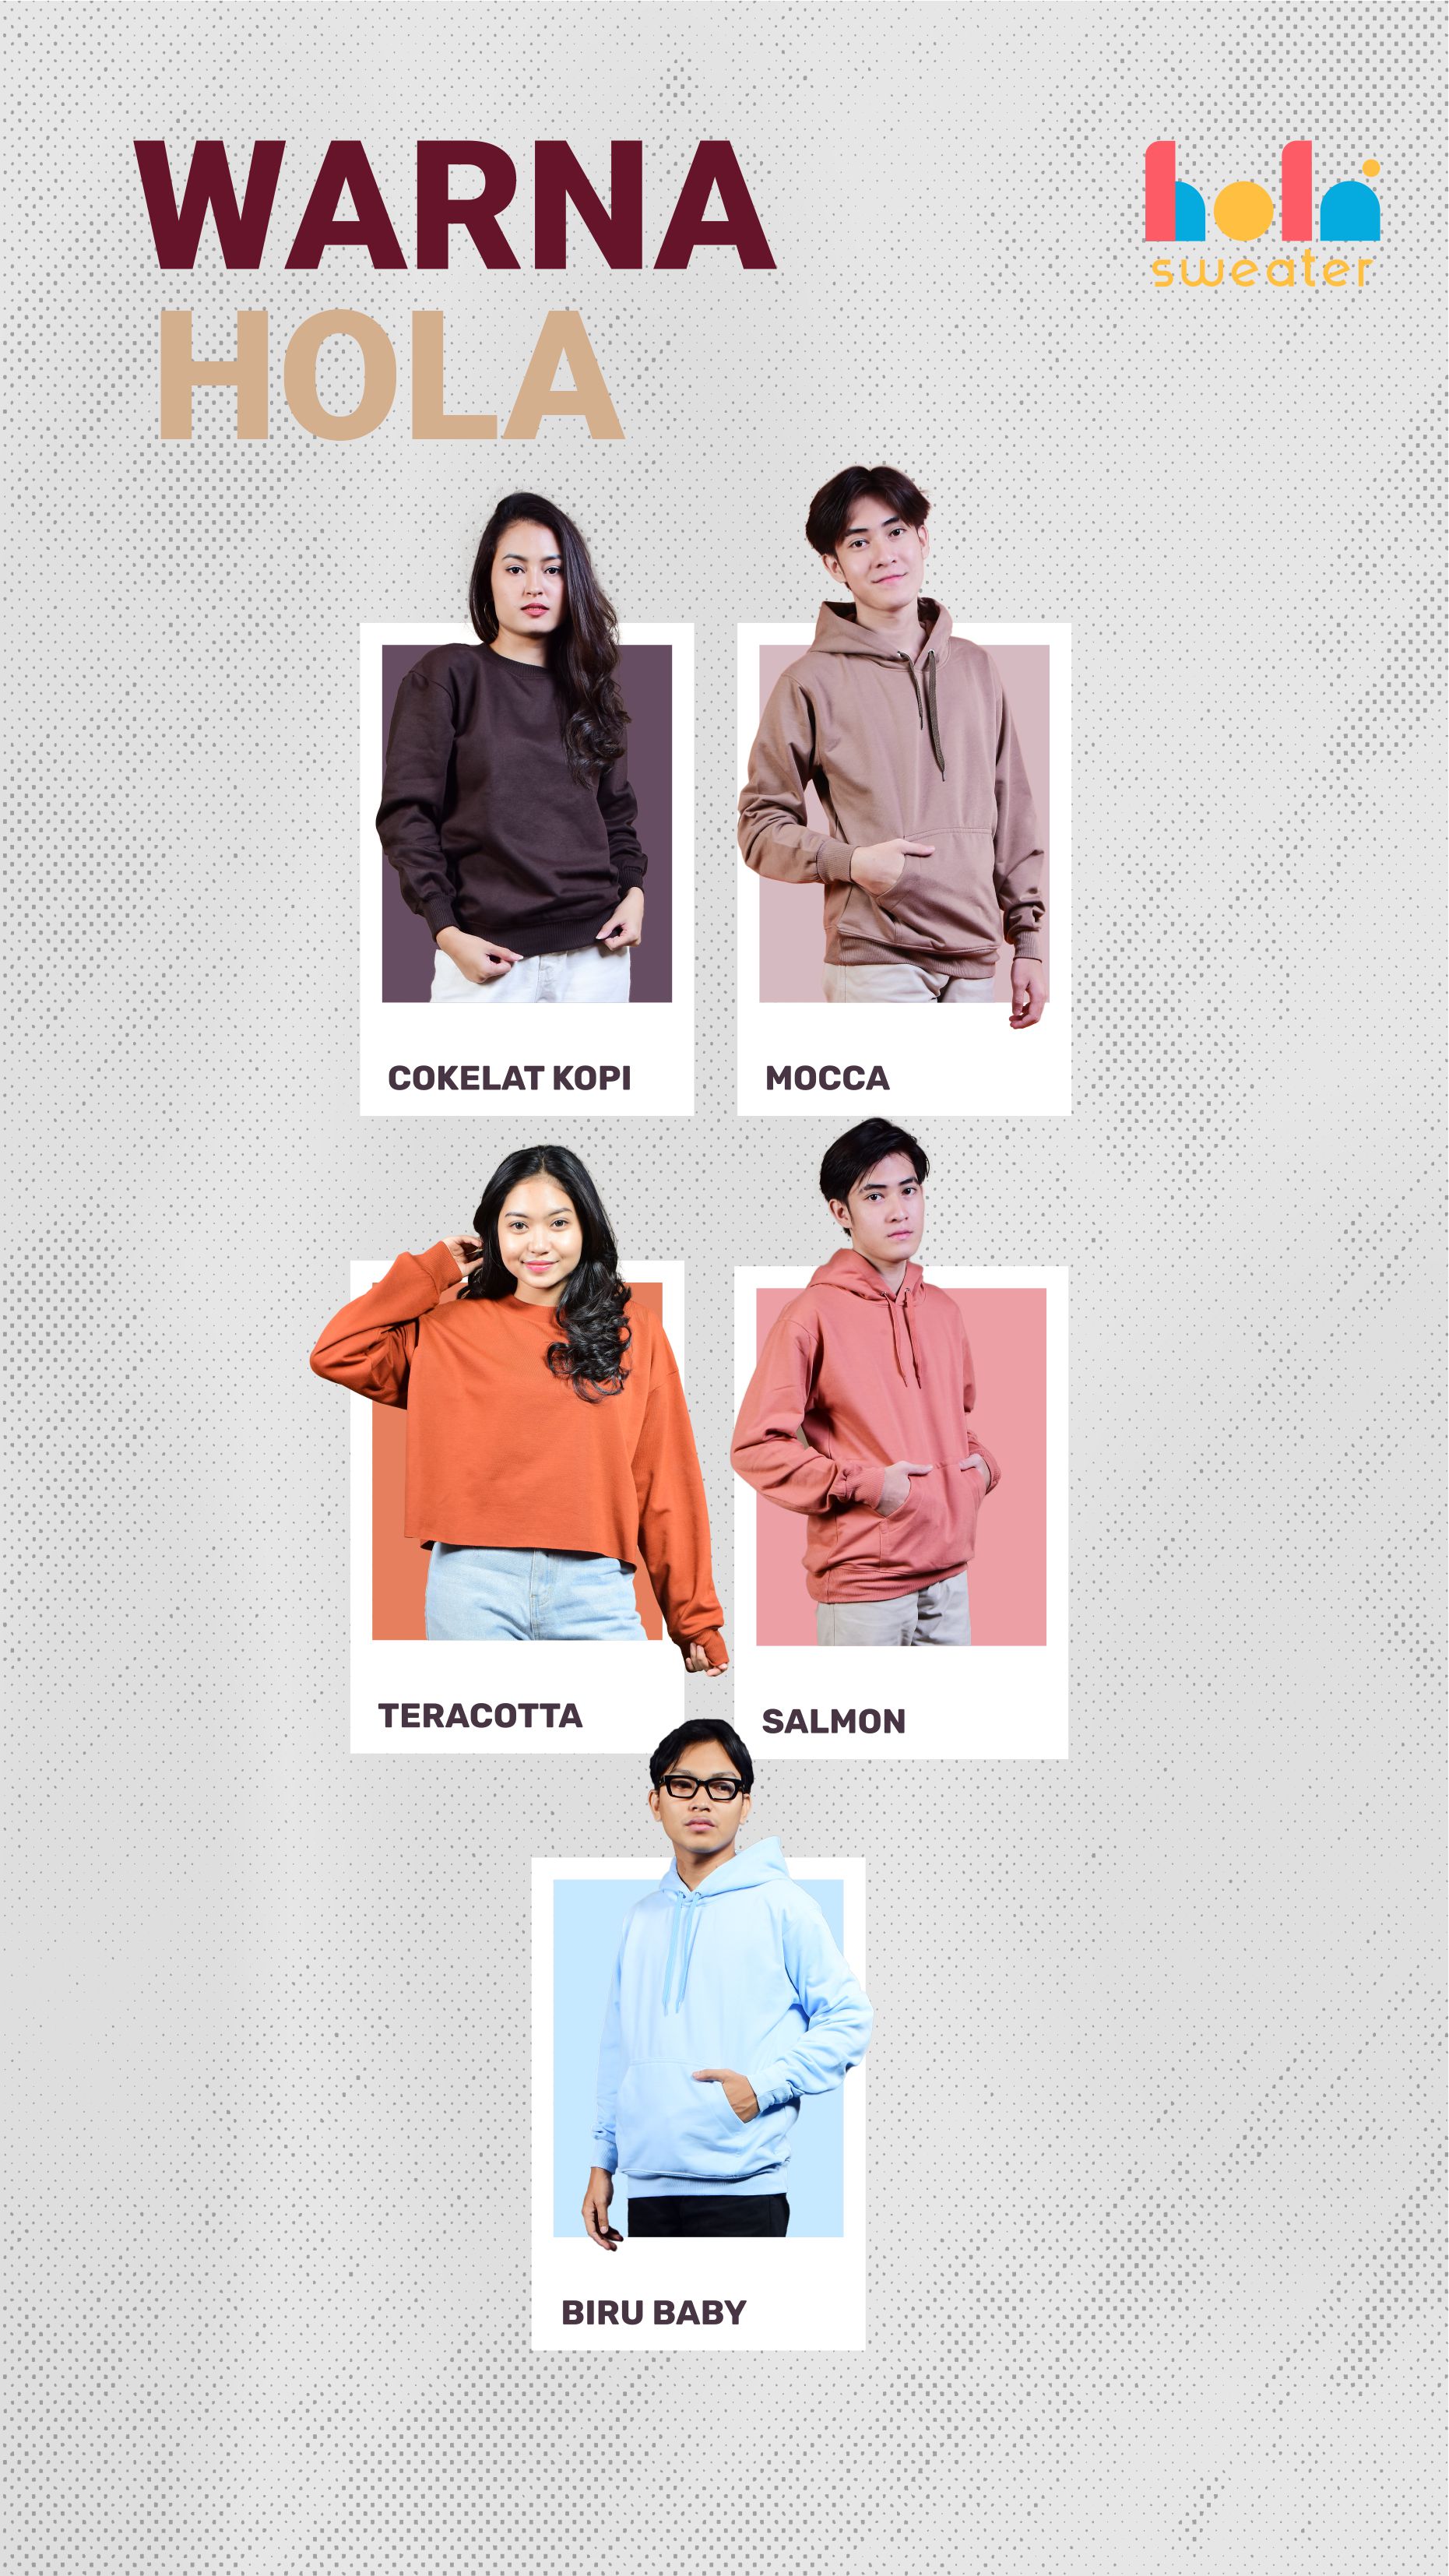 WARNA
HOLA
hola
sweater
COKELAT KOPI
MOCCA
TERACOTTA
SALMON
BIRU BABY